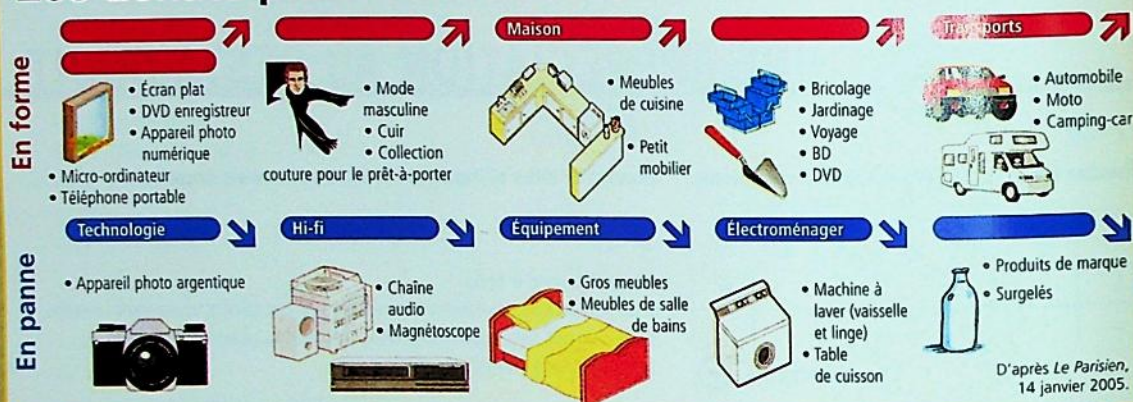 En forme
• Écran plat
• DVD enregistreur
• Appareil photo
numérique
• Micro-ordinateur
• Téléphone portable
• Mode
masculine
• Cuir
• Collection
couture pour le prêt-à-porter
Maison
• Meubles
de cuisine
• Petit
mobilier
• Bricolage
• Jardinage
• Voyage
• BD
• DVD
Transports
• Automobile
• Moto
• Camping-car
En panne
Technologie
• Appareil photo argentique
Hi-fi
• Chaîne
audio
• Magnétoscope
Équipement
• Gros meubles
• Meubles de salle
de bains
Électroménager
• Machine à
laver (vaisselle
et linge)
• Table
de cuisson
• Produits de marque
• Surgelés
D'après Le Parisien,
14 janvier 2005.